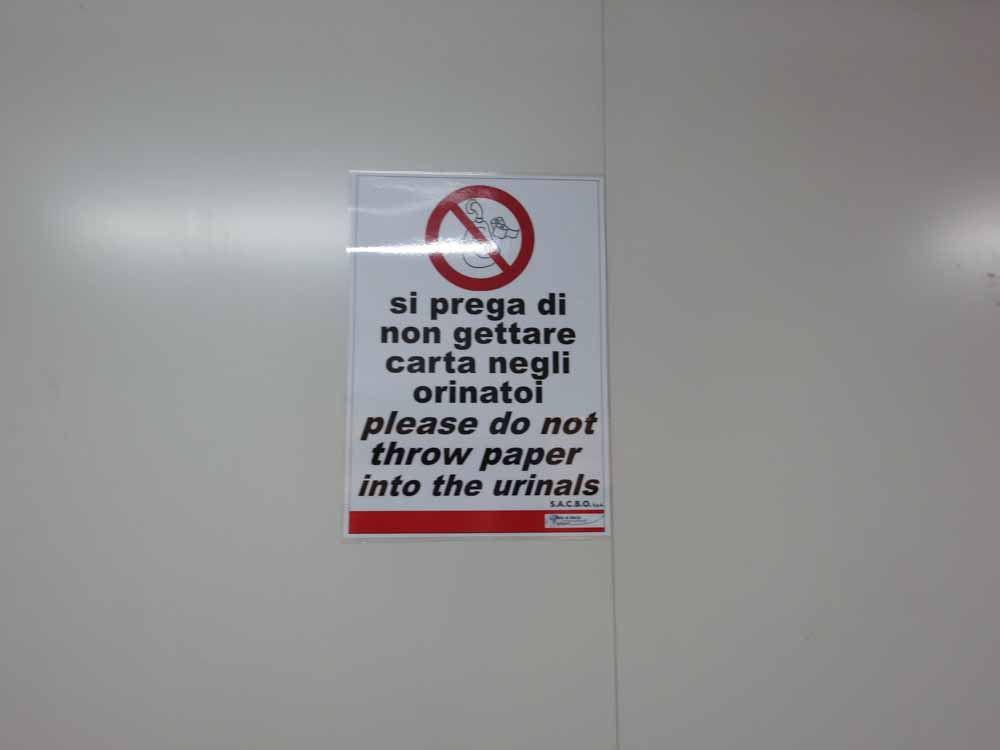 si prega di
non gettare
carta negli
orinatoi
please do not
throw paper
into the urinals
S.A.C.B.O. S.p.A.